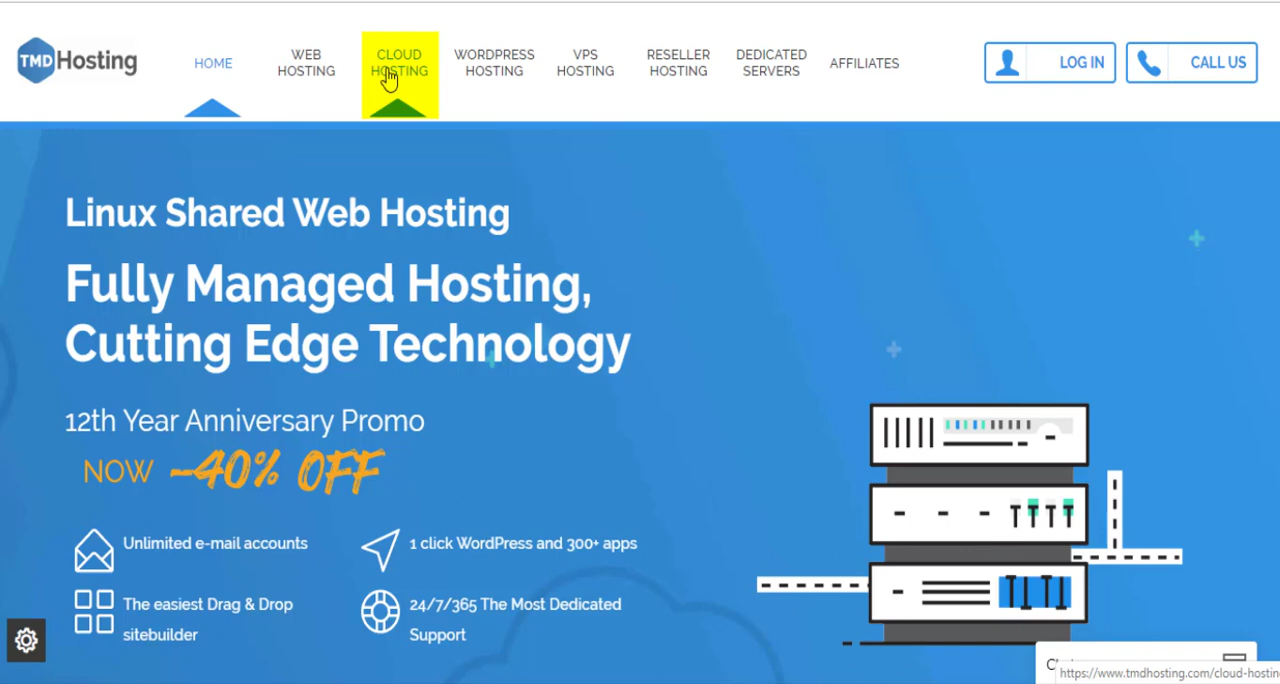 TMDHosting
HOME
WEB
HOSTING
CLOUD
HOSTING
WORDPRESS
HOSTING
VPS
HOSTING
RESELLER
HOSTING
DEDICATED
SERVERS
AFFILIATES
LOG IN
CALL US
Linux Shared Web Hosting
Fully Managed Hosting,
Cutting Edge Technology
12th Year Anniversary Promo
NOW -40% OFF
Unlimited e-mail accounts
1 click WordPress and 300+ apps
The easiest Drag & Drop
sitebuilder
24/7/365 The Most Dedicated
Support
https://www.tmdhosting.com/cloud-hostin